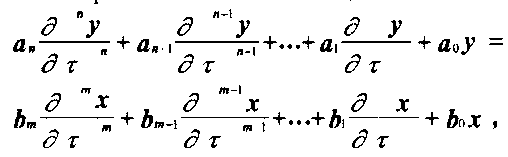 aₙ ∂ⁿy/∂τⁿ + aₙ₋₁ ∂ⁿ⁻¹y/∂τⁿ⁻¹ +...+ a₁ ∂y/∂τ + a₀y =
bₘ ∂ᵐx/∂τᵐ + bₘ₋₁ ∂ᵐ⁻¹x/∂τᵐ⁻¹ +...+ b₁ ∂x/∂τ + b₀x ,